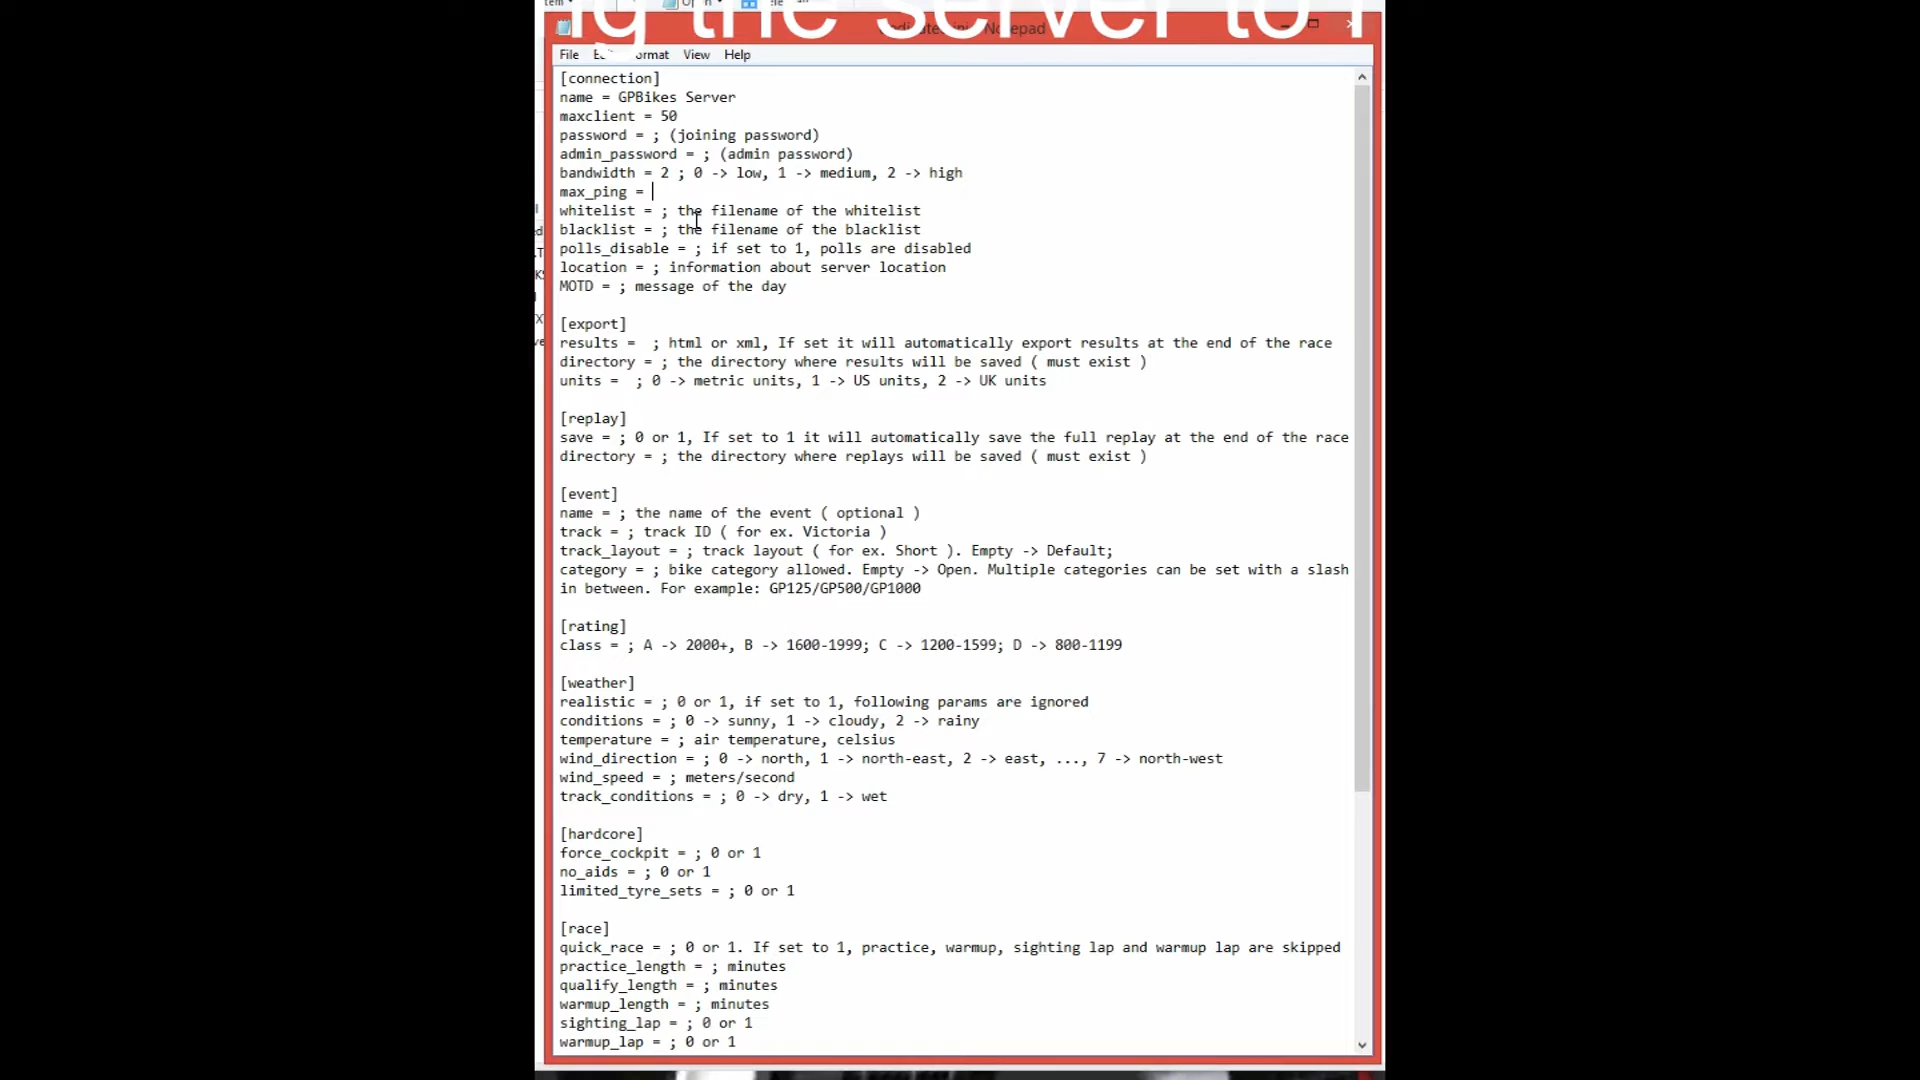 ng the server to
Notepad
File
ormat
View
Help
[connection]
name = GPBikes Server
maxclient = 50
password = ; (joining password)
admin_password = ; (admin password)
bandwidth = 2 ; 0 -> low, 1 -> medium, 2 -> high
max_ping =
whitelist = ; the filename of the whitelist
blacklist = ; the filename of the blacklist
polls_disable = ; if set to 1, polls are disabled
location = ; information about server location
MOTD = ; message of the day
[export]
results =  ; html or xml, If set it will automatically export results at the end of the race
directory = ; the directory where results will be saved ( must exist )
units =  ; 0 -> metric units, 1 -> US units, 2 -> UK units
[replay]
save = ; 0 or 1, If set to 1 it will automatically save the full replay at the end of the race
directory = ; the directory where replays will be saved ( must exist )
[event]
name = ; the name of the event ( optional )
track = ; track ID ( for ex. Victoria )
track_layout = ; track layout ( for ex. Short ). Empty -> Default;
category = ; bike category allowed. Empty -> Open. Multiple categories can be set with a slash
in between. For example: GP125/GP500/GP1000
[rating]
class = ; A -> 2000+, B -> 1600-1999; C -> 1200-1599; D -> 800-1199
[weather]
realistic = ; 0 or 1, if set to 1, following params are ignored
conditions = ; 0 -> sunny, 1 -> cloudy, 2 -> rainy
temperature = ; air temperature, celsius
wind_direction = ; 0 -> north, 1 -> north-east, 2 -> east, ..., 7 -> north-west
wind_speed = ; meters/second
track_conditions = ; 0 -> dry, 1 -> wet
[hardcore]
force_cockpit = ; 0 or 1
no_aids = ; 0 or 1
limited_tyre_sets = ; 0 or 1
[race]
quick_race = ; 0 or 1. If set to 1, practice, warmup, sighting lap and warmup lap are skipped
practice_length = ; minutes
qualify_length = ; minutes
warmup_length = ; minutes
sighting_lap = ; 0 or 1
warmup_lap = ; 0 or 1